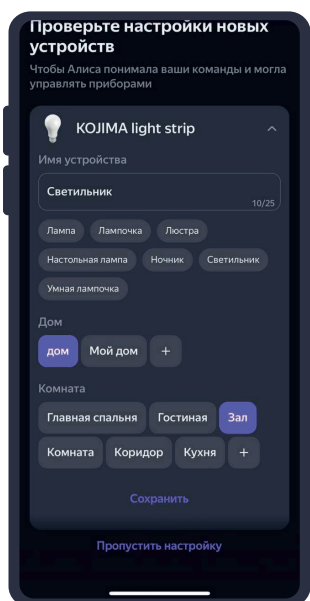 Проверьте настройки новых
устройств
Чтобы Алиса понимала ваши команды и могла
управлять приборами
KOJIMA light strip
Имя устройства
Светильник
10/25
Лампа Лампочка Люстра
Настольная лампа Ночник Светильник
Умная лампочка
Дом
дом Мой дом +
Комната
Главная спальня Гостиная Зал
Комната Коридор Кухня +
Сохранить
Пропустить настройку